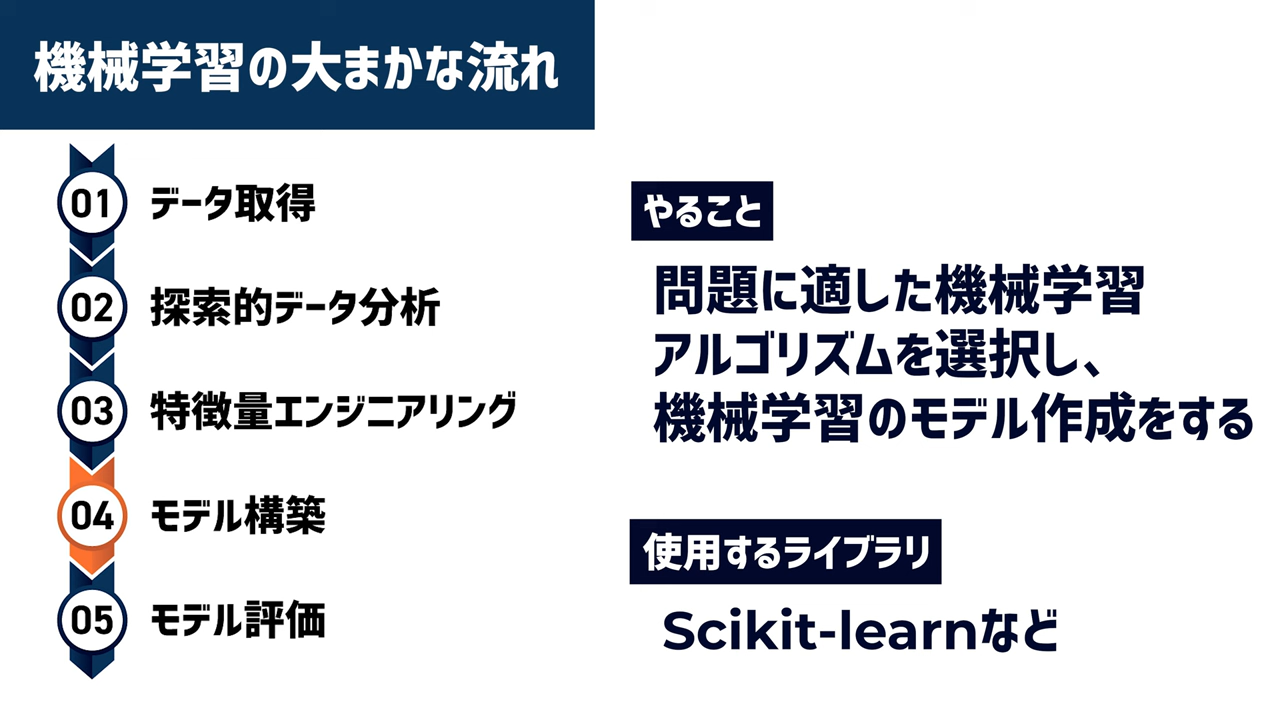 機械学習の大まかな流れ
01 データ取得
02 探索的データ分析
03 特徴量エンジニアリング
04 モデル構築
05 モデル評価
やること
問題に適した機械学習
アルゴリズムを選択し、
機械学習のモデル作成をする
使用するライブラリ
Scikit-learnなど